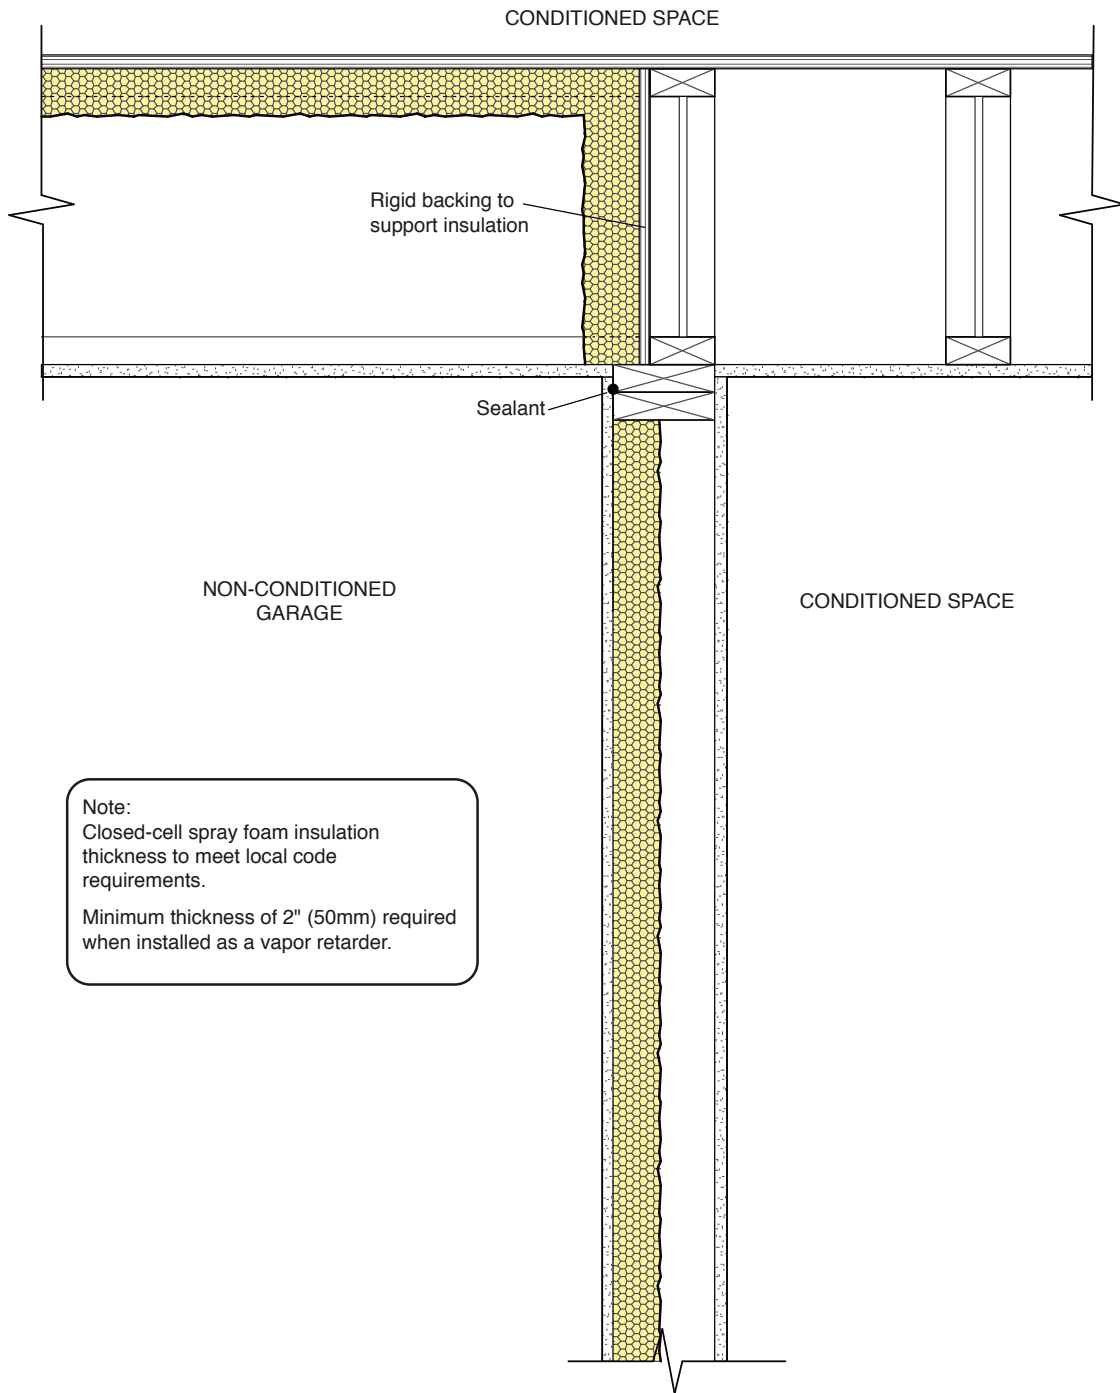 CONDITIONED SPACE
Rigid backing to
support insulation
Sealant
NON-CONDITIONED
GARAGE
CONDITIONED SPACE
Note:
Closed-cell spray foam insulation
thickness to meet local code
requirements.
Minimum thickness of 2" (50mm) required
when installed as a vapor retarder.